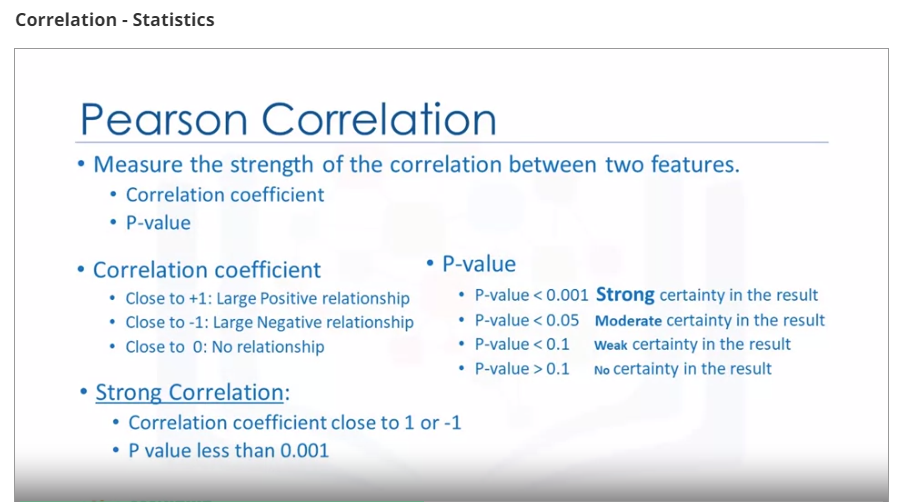 Correlation - Statistics
Pearson Correlation
• Measure the strength of the correlation between two features.
• Correlation coefficient
• P-value
• Correlation coefficient
• Close to +1: Large Positive relationship
• Close to -1: Large Negative relationship
• Close to 0: No relationship
• P-value
• P-value < 0.001 Strong certainty in the result
• P-value < 0.05 Moderate certainty in the result
• P-value < 0.1 Weak certainty in the result
• P-value > 0.1 No certainty in the result
• Strong Correlation:
• Correlation coefficient close to 1 or -1
• P value less than 0.001